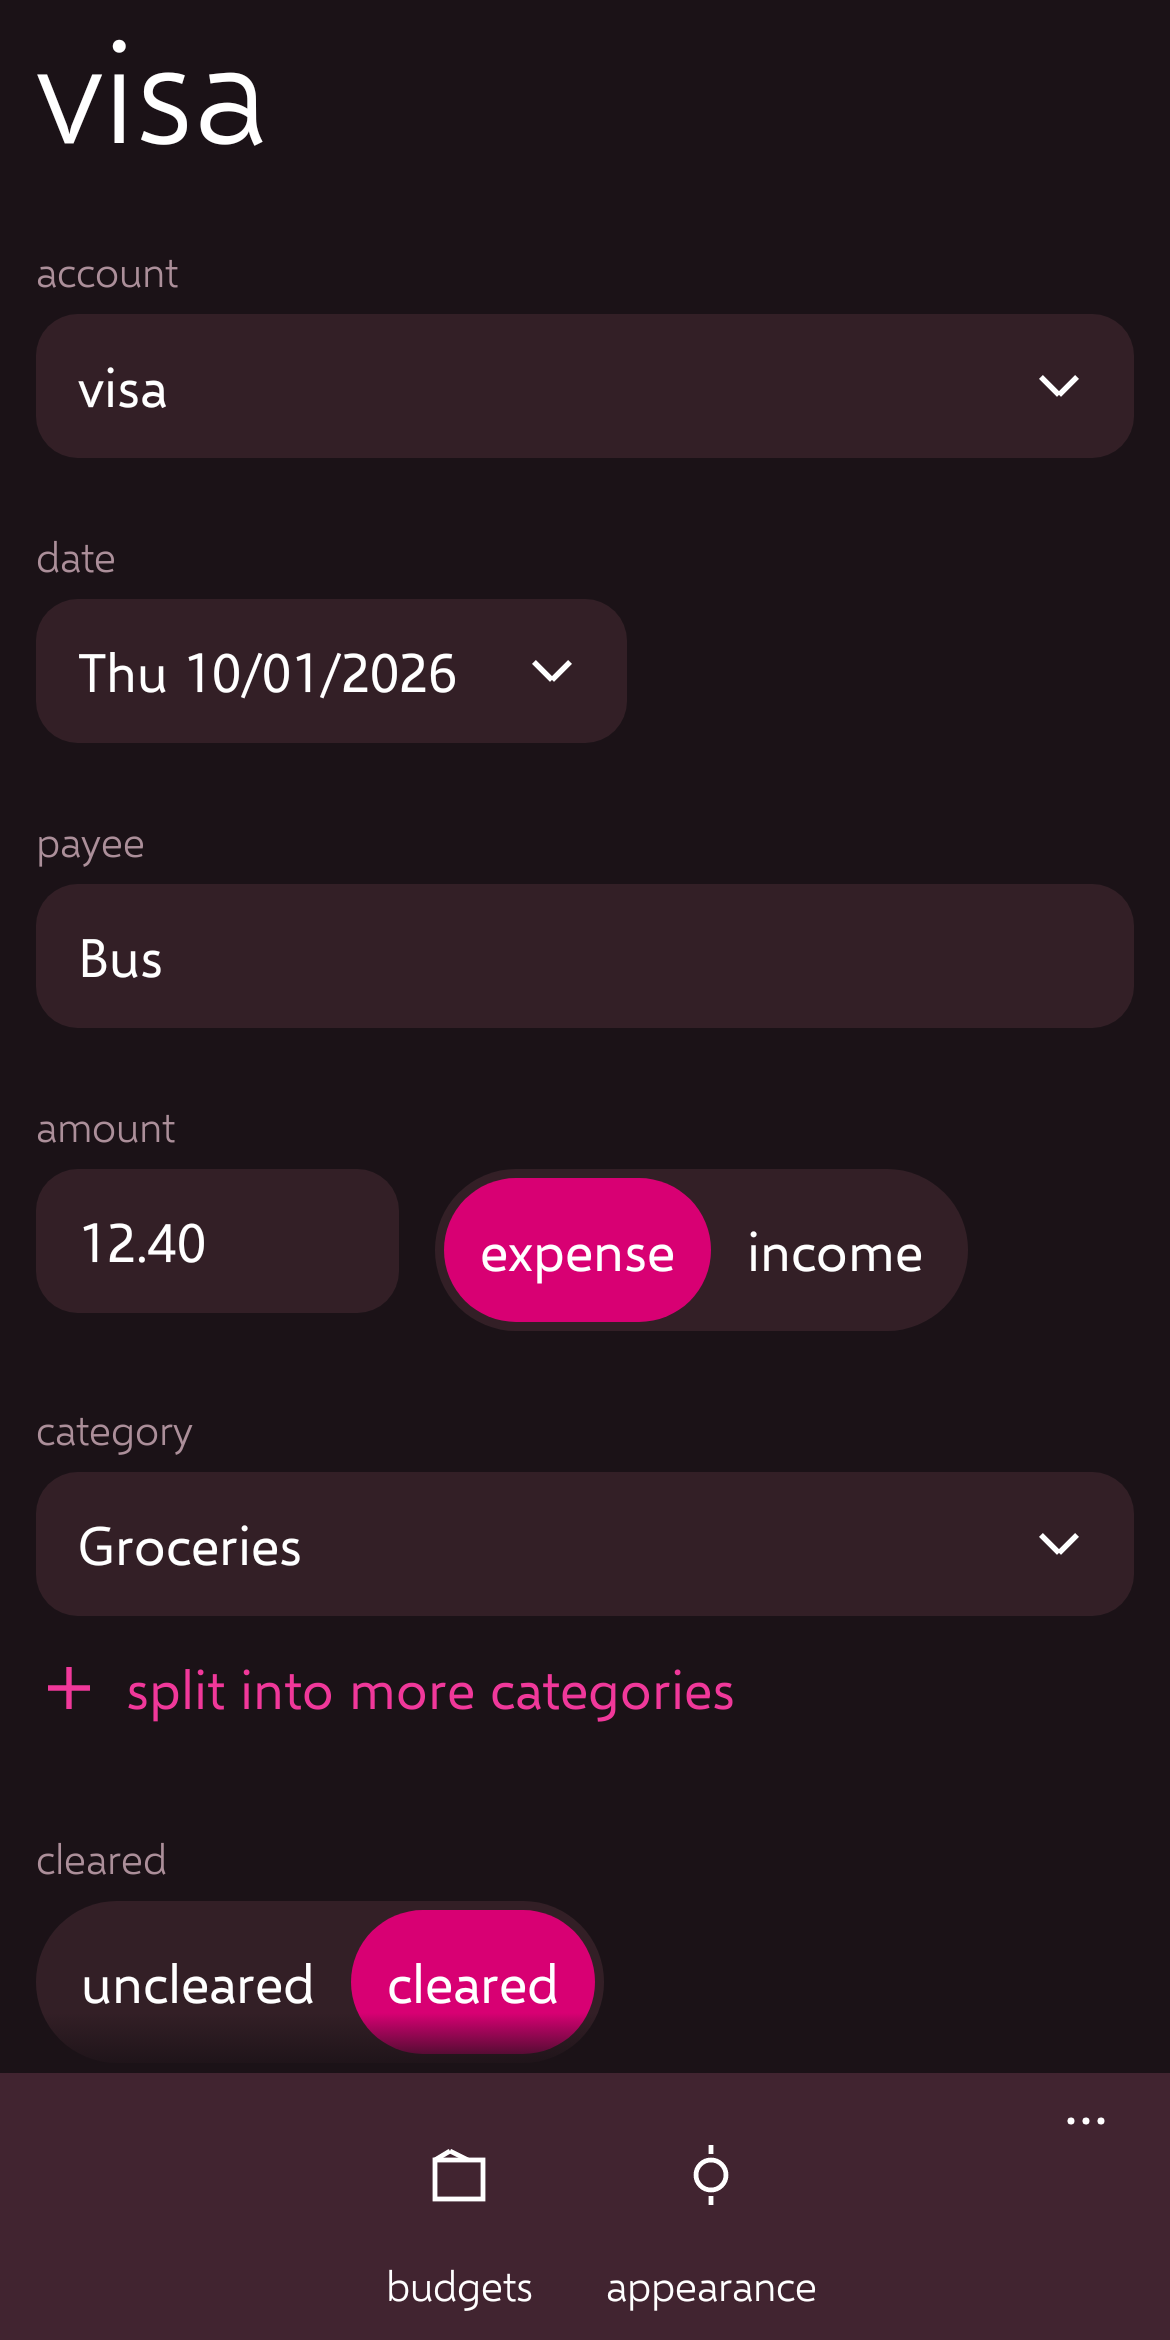 visa
account
visa
date
Thu 10/01/2026
payee
Bus
amount
12.40
expense income
category
Groceries
+ split into more categories
cleared
uncleared cleared
...
budgets appearance